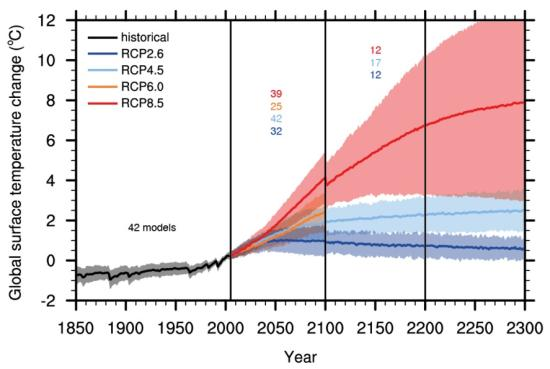 Global surface temperature change (°C)
12
10
8
6
4
2
0
-2
historical
RCP2.6
RCP4.5
RCP6.0
RCP8.5
39
25
42
32
12
17
12
42 models
1850 1900 1950 2000 2050 2100 2150 2200 2250 2300
Year